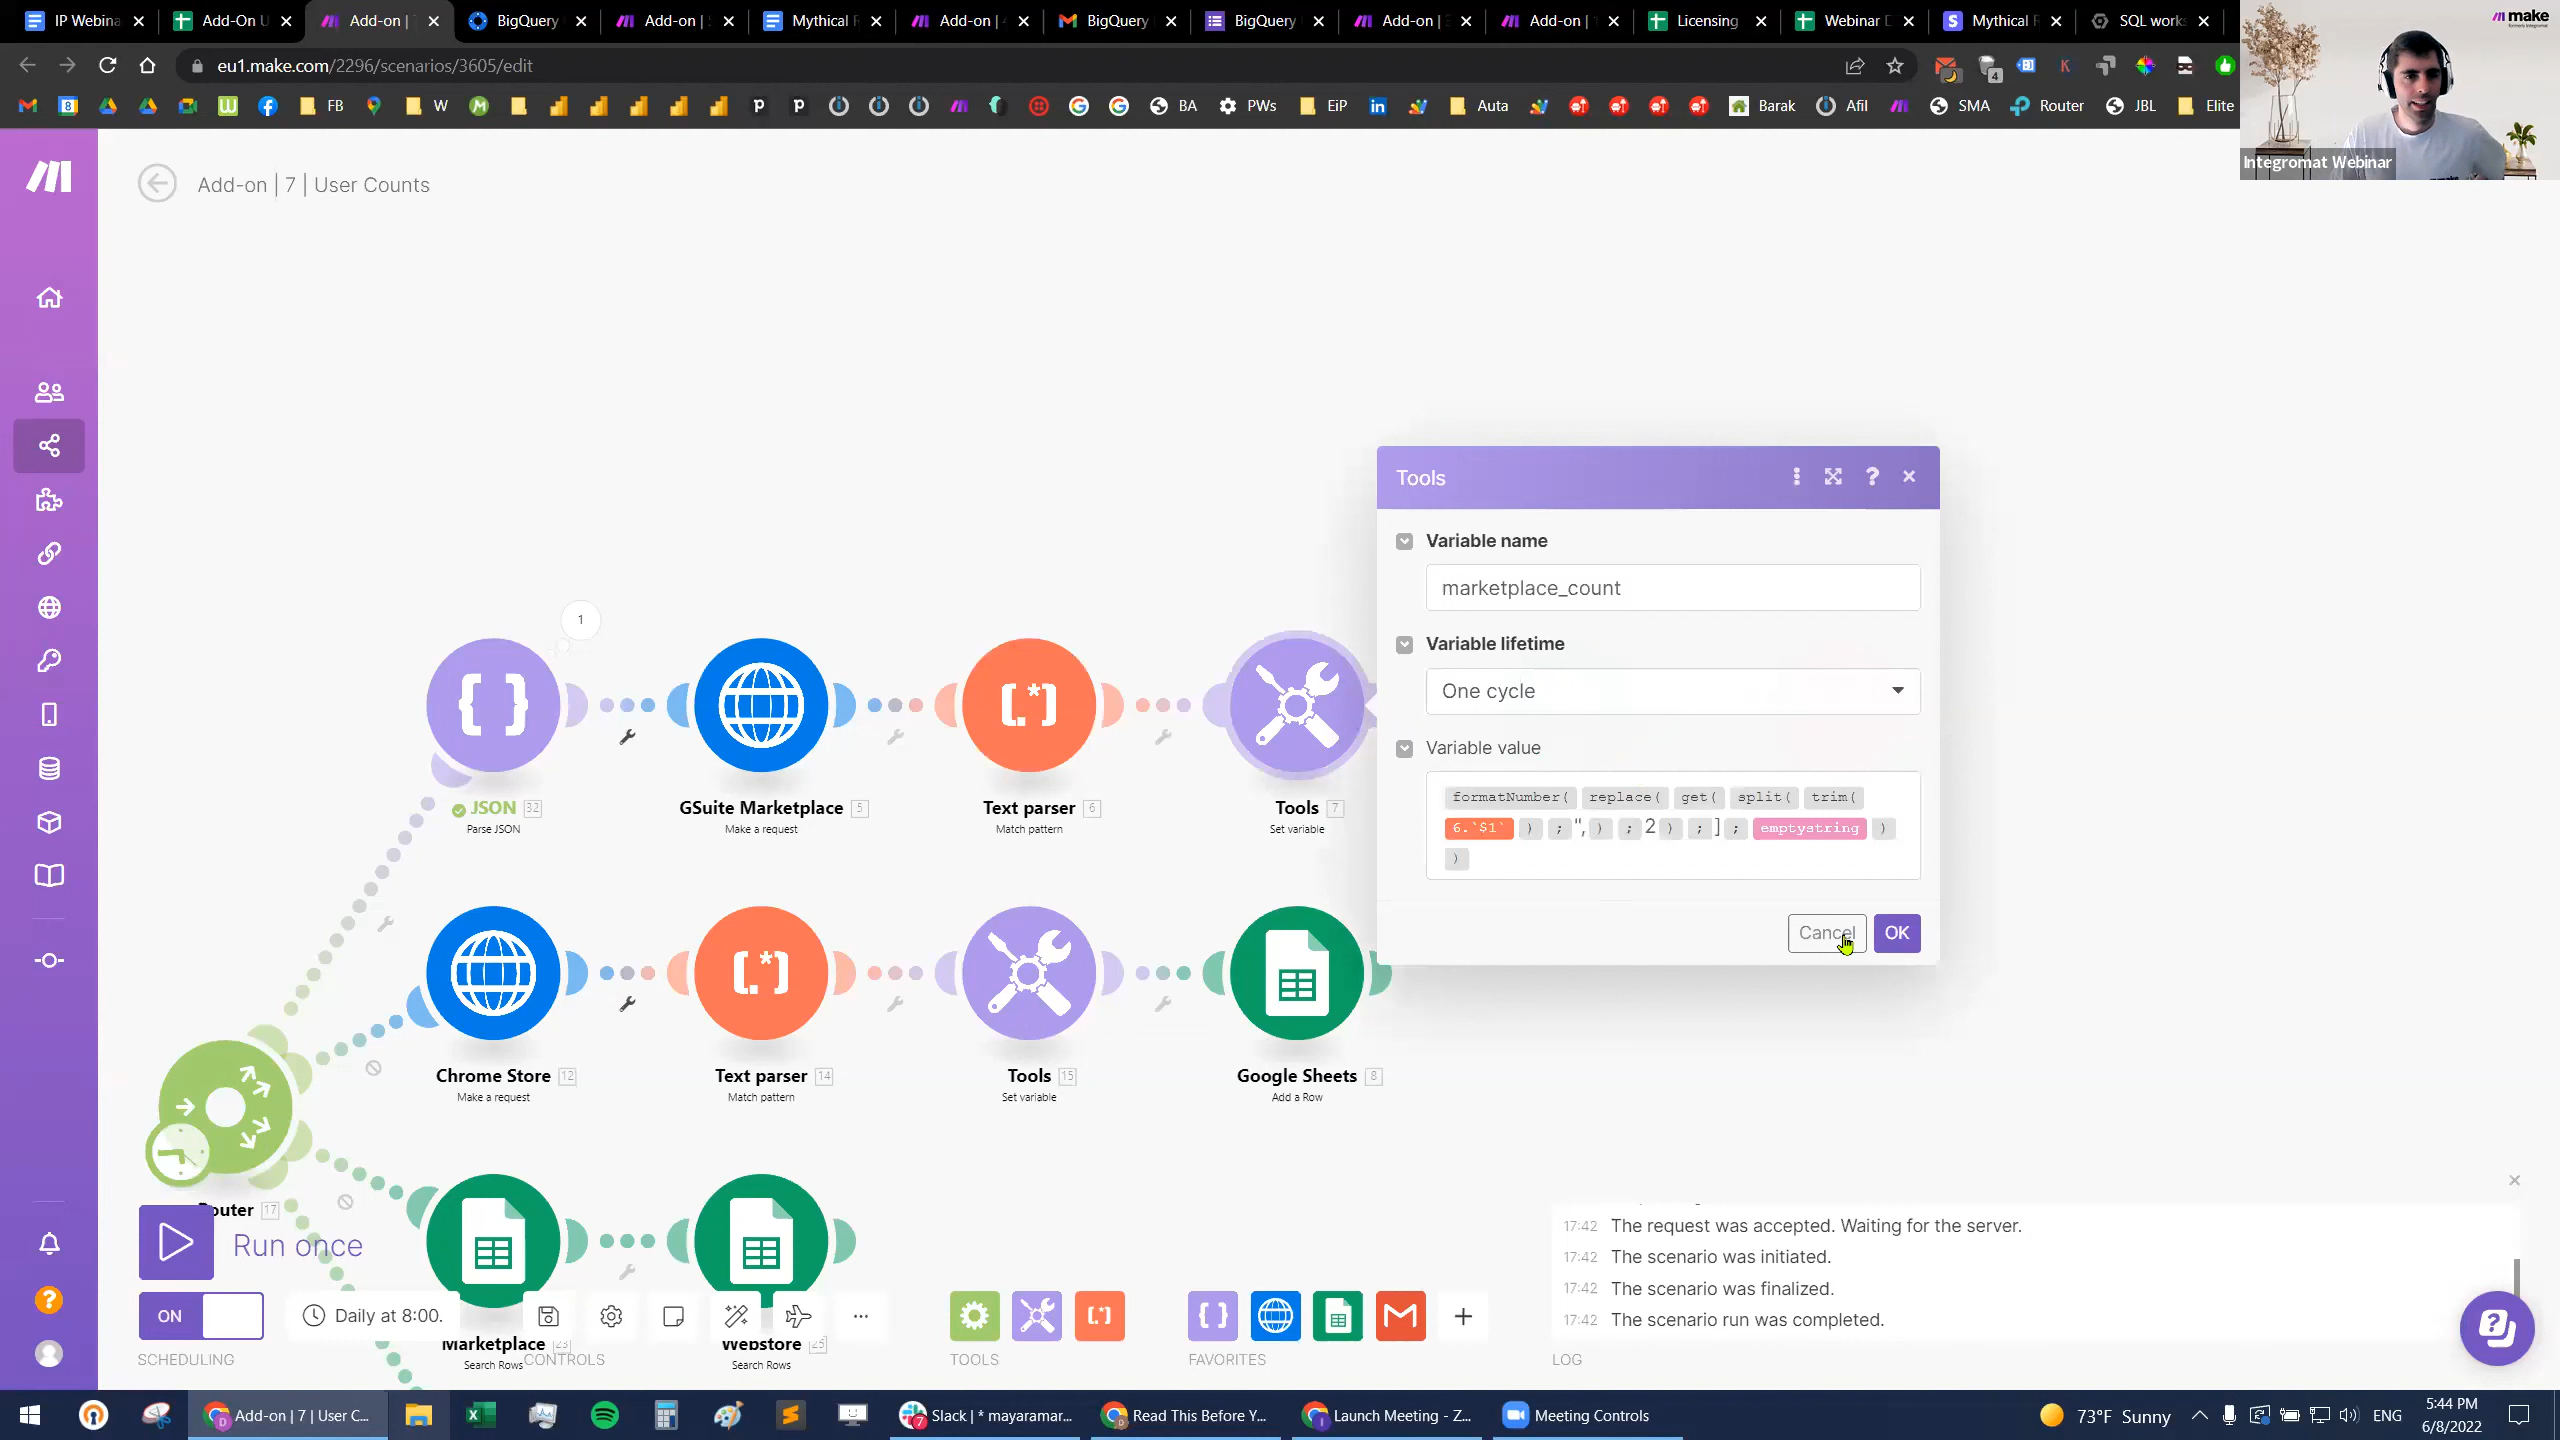 IP Webina
Add-On U
Add-on |
BigQuery
Add-on |
Mythical
Add-on |
BigQuery
BigQuery
Add-on |
Add-on |
Licensing
Webinar D
Mythical
SQL works
make
eu1.make.com/2296/scenarios/3605/edit
FB
W
BA
PWs
EiP
Auta
Barak
Afil
SMA
Router
JBL
Elite
Integromat Webinar
Add-on | 7 | User Counts
Tools
Variable name
marketplace_count
Variable lifetime
One cycle
Variable value
formatNumber( replace( get( split( trim(
6.`$1` ) ; ", ) ; 2 ) ; ] ; emptystring )
)
Cancel
OK
1
JSON 32
Parse JSON
GSuite Marketplace 5
Make a request
Text parser 6
Match pattern
Tools 7
Set variable
Chrome Store 12
Make a request
Text parser 14
Match pattern
Tools 15
Set variable
Google Sheets 8
Add a Row
Router 17
Run once
ON
Daily at 8:00.
SCHEDULING
Marketplace 23
Search Rows
CONTROLS
Webstore 25
Search Rows
TOOLS
FAVORITES
17:42 The request was accepted. Waiting for the server.
17:42 The scenario was initiated.
17:42 The scenario was finalized.
17:42 The scenario run was completed.
LOG
Add-on | 7 | User C...
Slack | * mayaramar...
Read This Before Y...
Launch Meeting - Z...
Meeting Controls
73°F Sunny
ENG
5:44 PM
6/8/2022